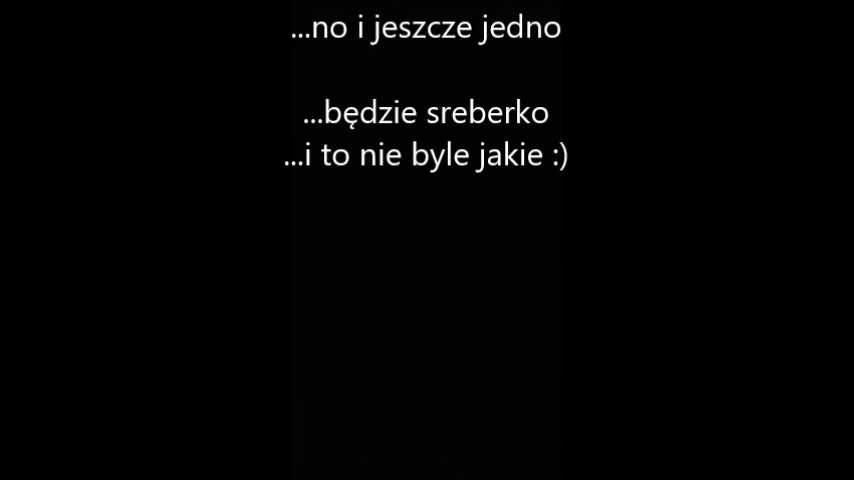 ...no i jeszcze jedno
...będzie sreberko
...i to nie byle jakie :)